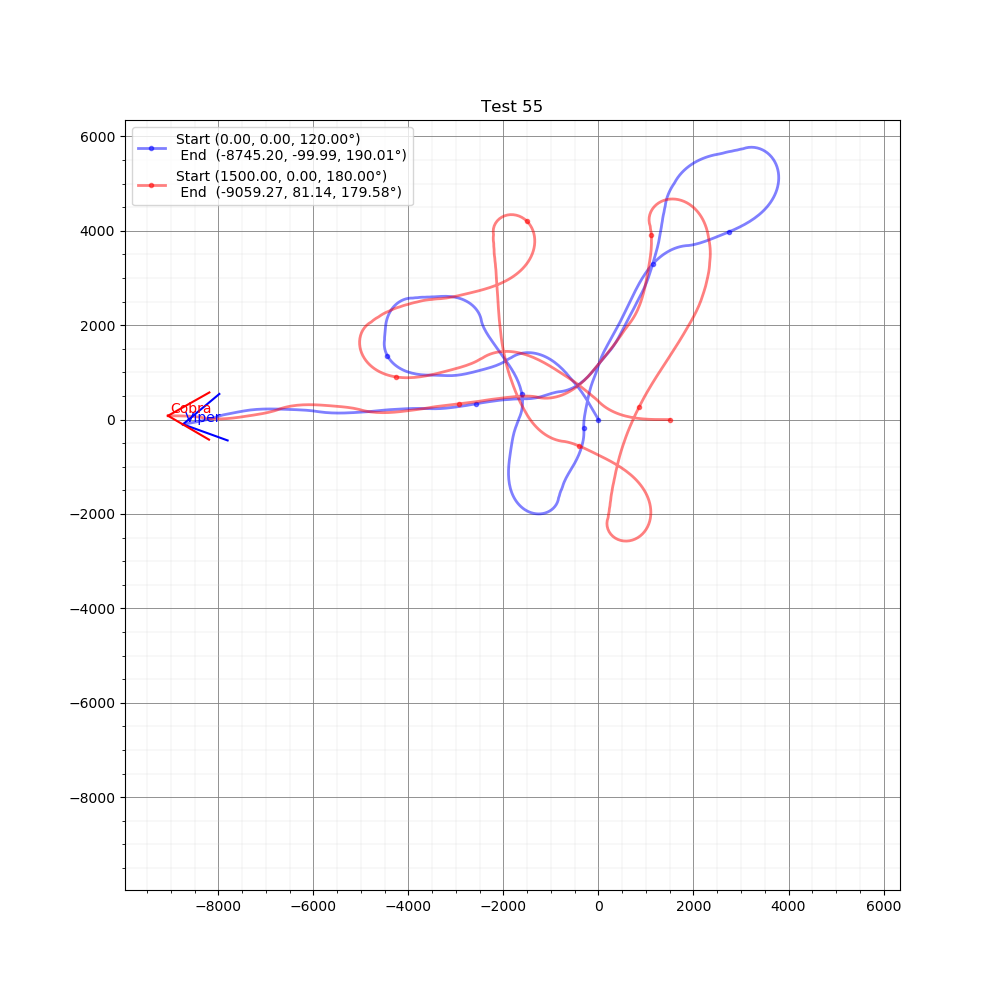 Test 55
Start (0.00, 0.00, 120.00°)
End (-8745.20, -99.99, 190.01°)
Start (1500.00, 0.00, 180.00°)
End (-9059.27, 81.14, 179.58°)
6000
4000
2000
0
−2000
−4000
−6000
−8000
Cobra
Viper
−8000 −6000 −4000 −2000 0 2000 4000 6000